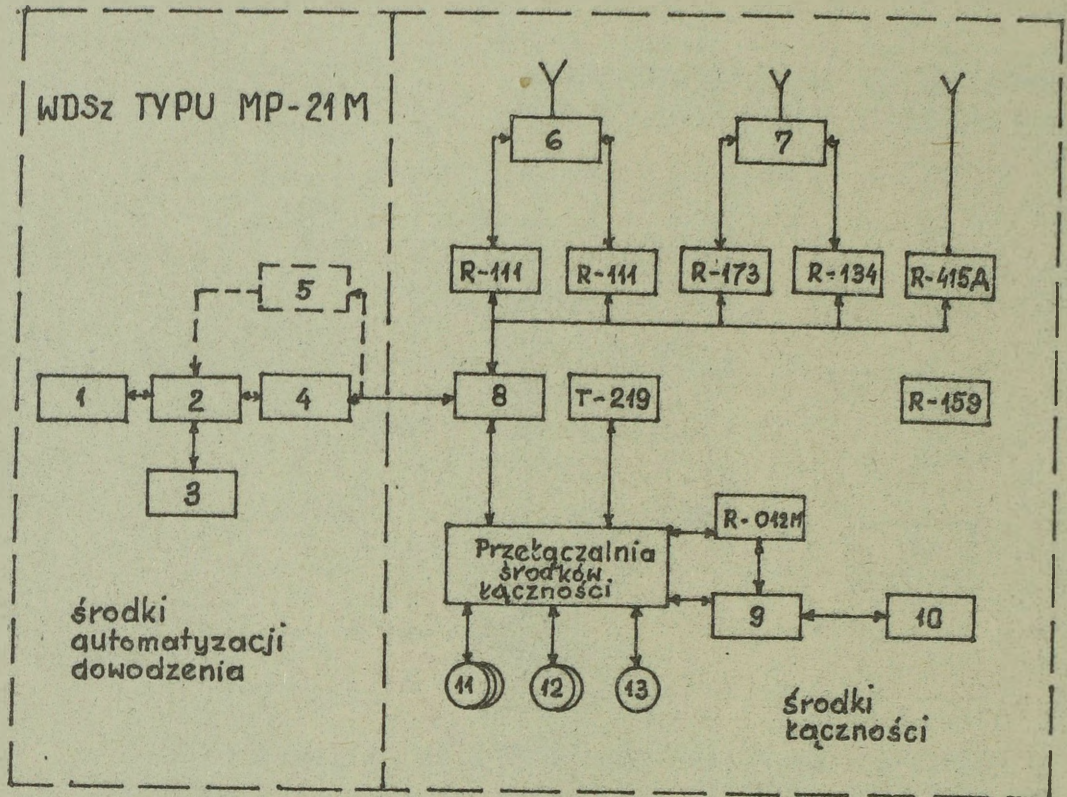 WDSz TYPU MP-21M
6
7
R-111
R-111
R-173
R-134
R-415A
5
1
2
4
8
T-219
R-159
3
R-012M
Przełączalnia
środków
łączności
9
10
11
12
13
środki
automatyzacji
dowodzenia
środki
łączności